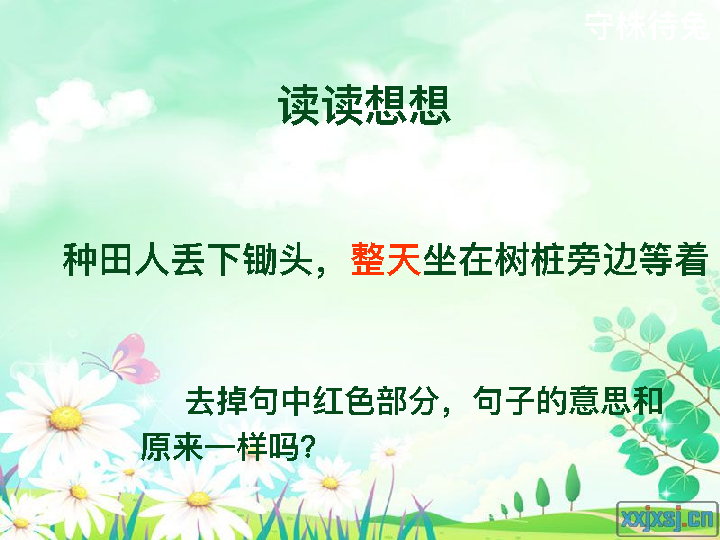 守株待兔
读读想想
种田人丢下锄头，整天坐在树桩旁边等着
去掉句中红色部分，句子的意思和
原来一样吗？
xxjxsj.cn